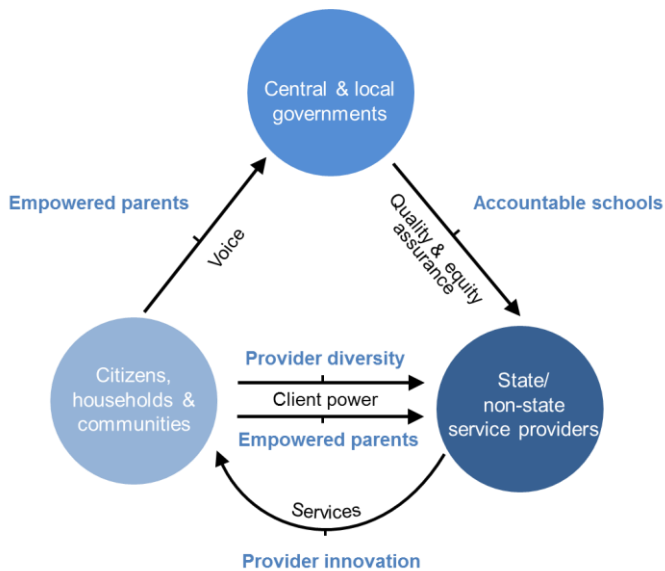 Central & local
governments
Empowered parents
Voice
Quality & equity
assurance
Accountable schools
Citizens,
households &
communities
Provider diversity
Client power
Empowered parents
State/
non-state
service providers
Services
Provider innovation